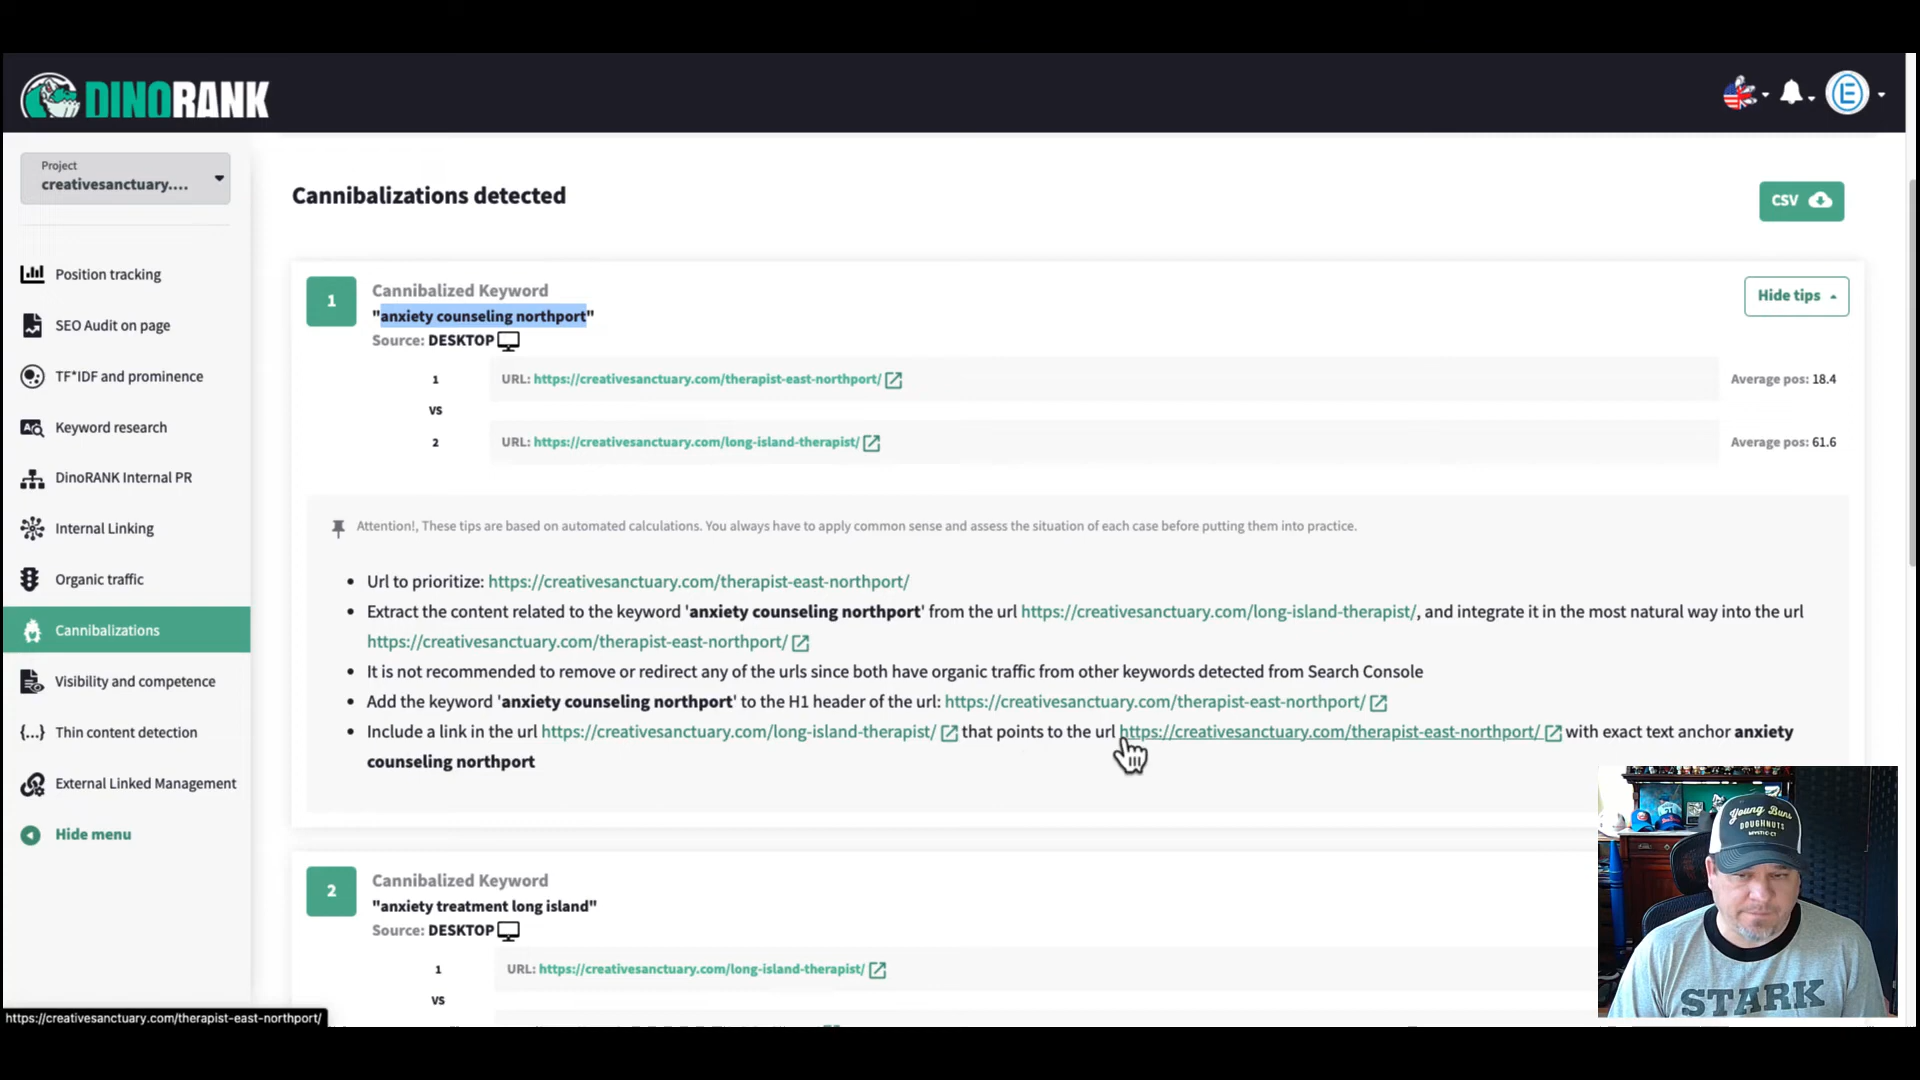 DINORANK
Project
creativesanctuary....
Position tracking
SEO Audit on page
TF*IDF and prominence
Keyword research
DinoRANK Internal PR
Internal Linking
Organic traffic
Cannibalizations
Visibility and competence
Thin content detection
External Linked Management
Hide menu
Cannibalizations detected
CSV
1
Cannibalized Keyword
"anxiety counseling northport"
Source: DESKTOP
Hide tips
1 URL: https://creativesanctuary.com/therapist-east-northport/ Average pos: 18.4
VS
2 URL: https://creativesanctuary.com/long-island-therapist/ Average pos: 61.6
Attention!, These tips are based on automated calculations. You always have to apply common sense and assess the situation of each case before putting them into practice.
• Url to prioritize: https://creativesanctuary.com/therapist-east-northport/
• Extract the content related to the keyword 'anxiety counseling northport' from the url https://creativesanctuary.com/long-island-therapist/, and integrate it in the most natural way into the url
https://creativesanctuary.com/therapist-east-northport/
• It is not recommended to remove or redirect any of the urls since both have organic traffic from other keywords detected from Search Console
• Add the keyword 'anxiety counseling northport' to the H1 header of the url: https://creativesanctuary.com/therapist-east-northport/
• Include a link in the url https://creativesanctuary.com/long-island-therapist/ that points to the url https://creativesanctuary.com/therapist-east-northport/ with exact text anchor anxiety
counseling northport
2
Cannibalized Keyword
"anxiety treatment long island"
Source: DESKTOP
1 URL: https://creativesanctuary.com/long-island-therapist/
VS
https://creativesanctuary.com/therapist-east-northport/
Young Buns
DOUGHNUTS
MYSTIC CT
STARK